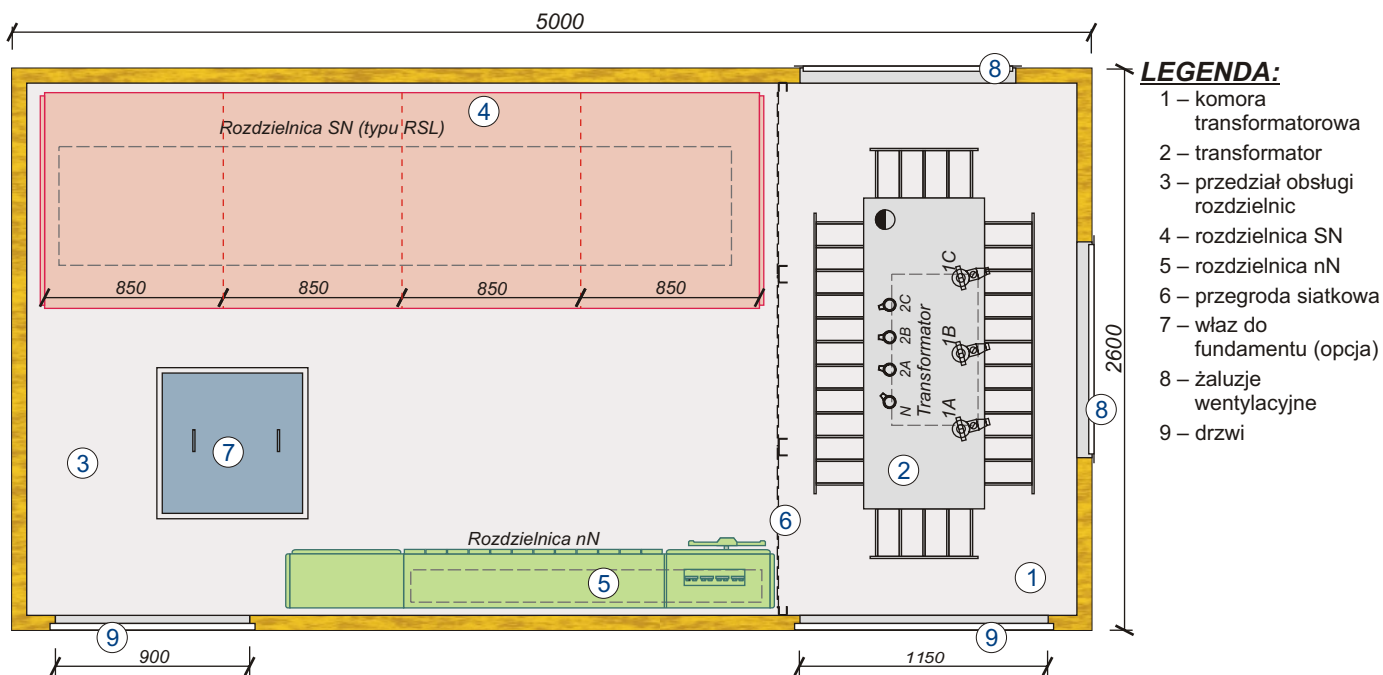 5000
LEGENDA:
1 – komora
transformatorowa
2 – transformator
3 – przedział obsługi
rozdzielnic
4 – rozdzielnica SN
5 – rozdzielnica nN
6 – przegroda siatkowa
7 – właz do
fundamentu (opcja)
8 – żaluzje
wentylacyjne
9 – drzwi
8
4
Rozdzielnica SN (typu RSL)
850
850
850
850
1C
1B
1A
2C
2B
2A
N
Transformator
2600
8
2
3
7
6
Rozdzielnica nN
5
1
9
9
900
1150